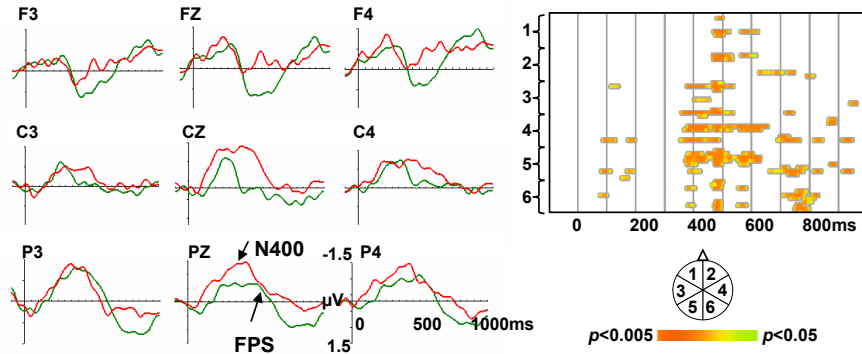 F3 FZ F4
C3 CZ C4
P3 PZ P4
N400
FPS
-1.5
µV
1.5
0 500 1000ms
1
2
3
4
5
6
0 200 400 600 800ms
1 2
3 4
5 6
p<0.005 p<0.05